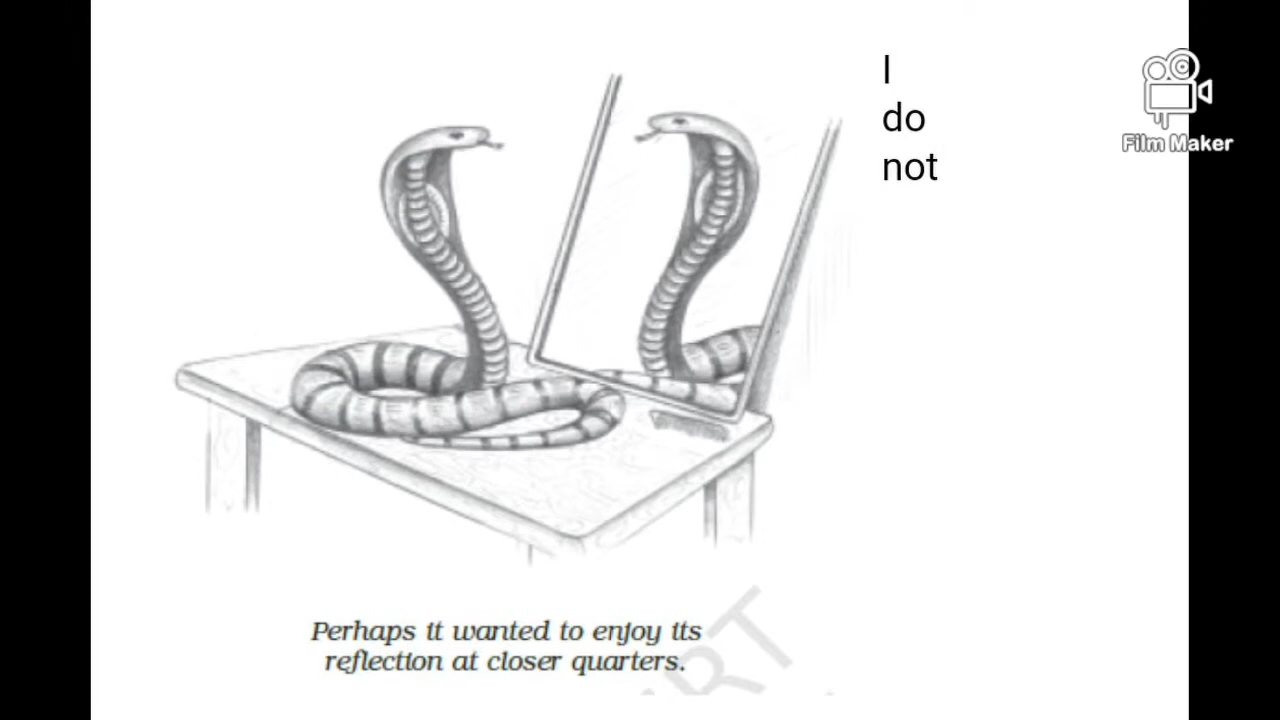 I
do
not
Film Maker
Perhaps it wanted to enjoy its
reflection at closer quarters.